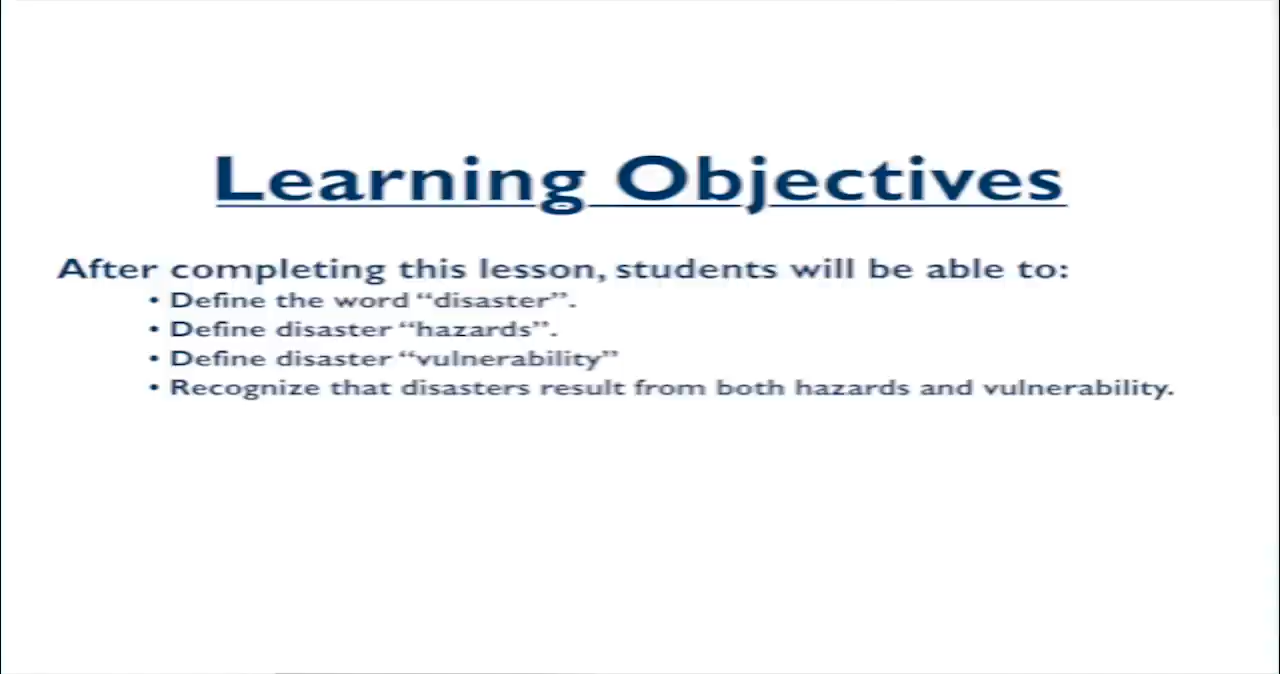 Learning Objectives
After completing this lesson, students will be able to:
• Define the word “disaster”.
• Define disaster “hazards”.
• Define disaster “vulnerability”
• Recognize that disasters result from both hazards and vulnerability.